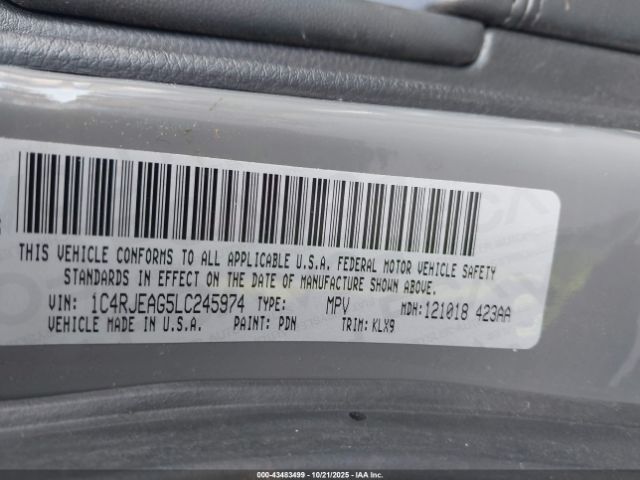 THIS VEHICLE CONFORMS TO ALL APPLICABLE U.S.A. FEDERAL MOTOR VEHICLE SAFETY
STANDARDS IN EFFECT ON THE DATE OF MANUFACTURE SHOWN ABOVE.
VIN: 1C4RJEAG5LC245974 TYPE: MPV MDH:121018 423AA
VEHICLE MADE IN U.S.A. PAINT: PDN TRIM: KLX9
000-43483499 - 10/21/2025 - IAA Inc.